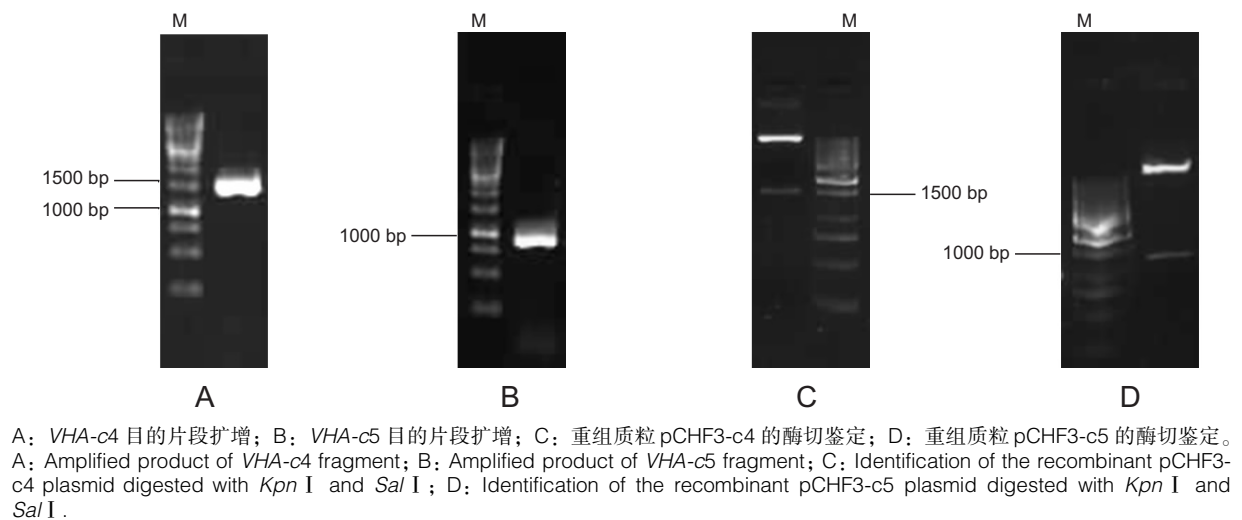 M M M M
1500 bp
1000 bp
1000 bp
1500 bp
1000 bp
A B C D
A：VHA-c4 目的片段扩增；B：VHA-c5 目的片段扩增；C：重组质粒 pCHF3-c4 的酶切鉴定；D：重组质粒 pCHF3-c5 的酶切鉴定。
A：Amplified product of VHA-c4 fragment；B：Amplified product of VHA-c5 fragment；C：Identification of the recombinant pCHF3-
c4 plasmid digested with Kpn Ⅰ and Sal Ⅰ；D：Identification of the recombinant pCHF3-c5 plasmid digested with Kpn Ⅰ and
Sal Ⅰ.